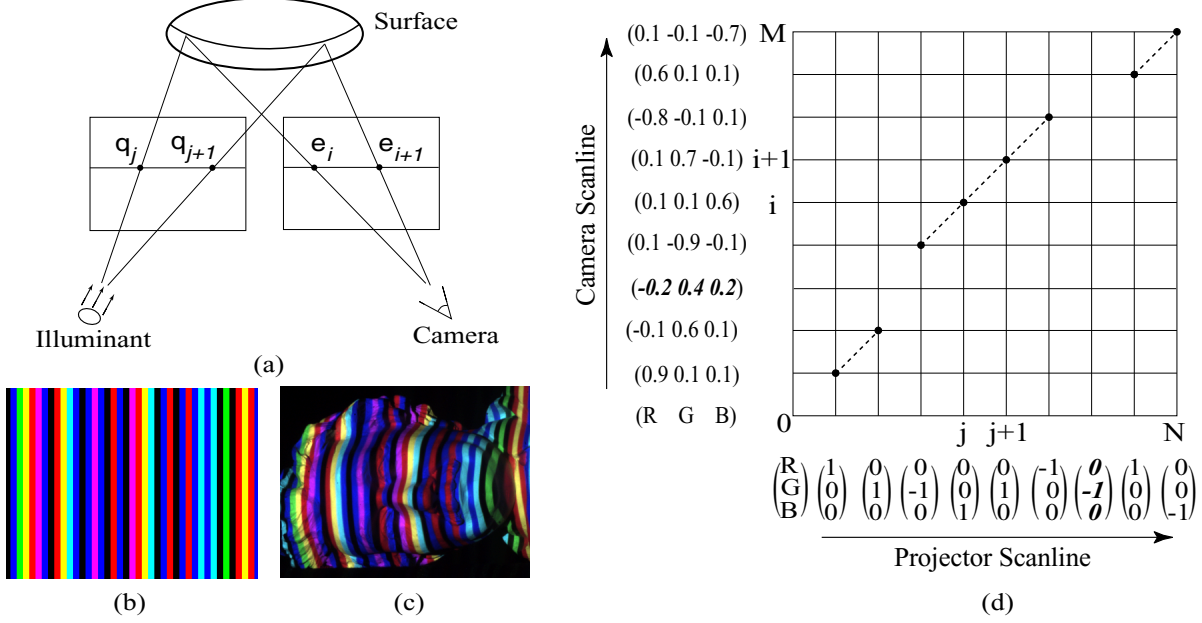 Surface
q_j q_{j+1} e_i e_{i+1}
Illuminant
Camera
(a)
(b)
(c)
Camera Scanline
(0.1 -0.1 -0.7) M
(0.6 0.1 0.1)
(-0.8 -0.1 0.1)
(0.1 0.7 -0.1) i+1
(0.1 0.1 0.6) i
(0.1 -0.9 -0.1)
(-0.2 0.4 0.2)
(-0.1 0.6 0.1)
(0.9 0.1 0.1)
(R G B) 0
j j+1 N
R 1 0 0 0 0 -1 0 1 0
G 0 1 -1 0 1 0 -1 0 0
B 0 0 0 1 0 0 0 0 -1
Projector Scanline
(d)